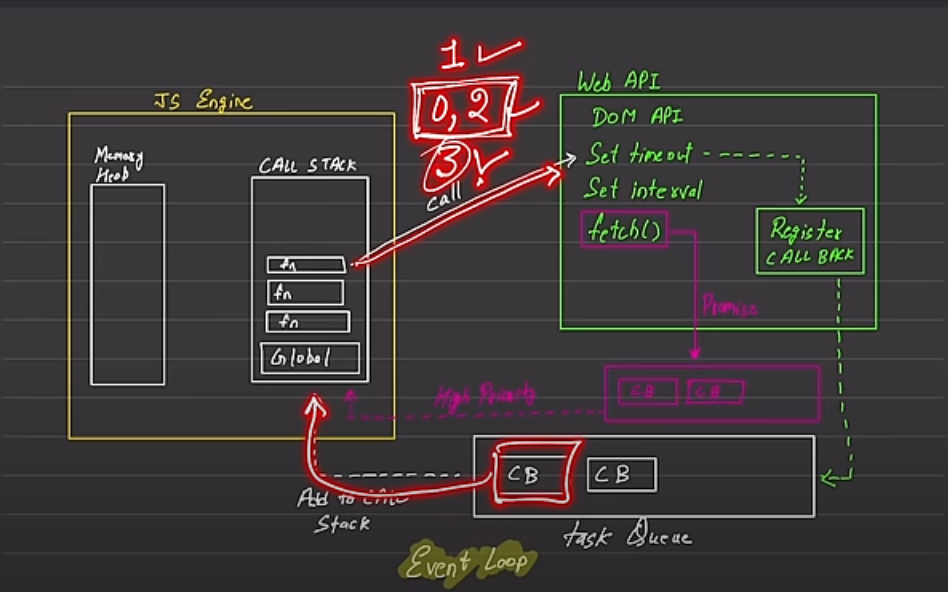 1 ✓
0, 2 ✓
3 ✓
call
JS Engine
Memory
Heab
CALL STACK
fn
fn
fn
Global
Web API
DOM API
Set timeout
Set interval
fetch()
Register
CALL BACK
Promise
CB CB
High Priority
CB CB
Add to
Stack
task Queue
Event Loop